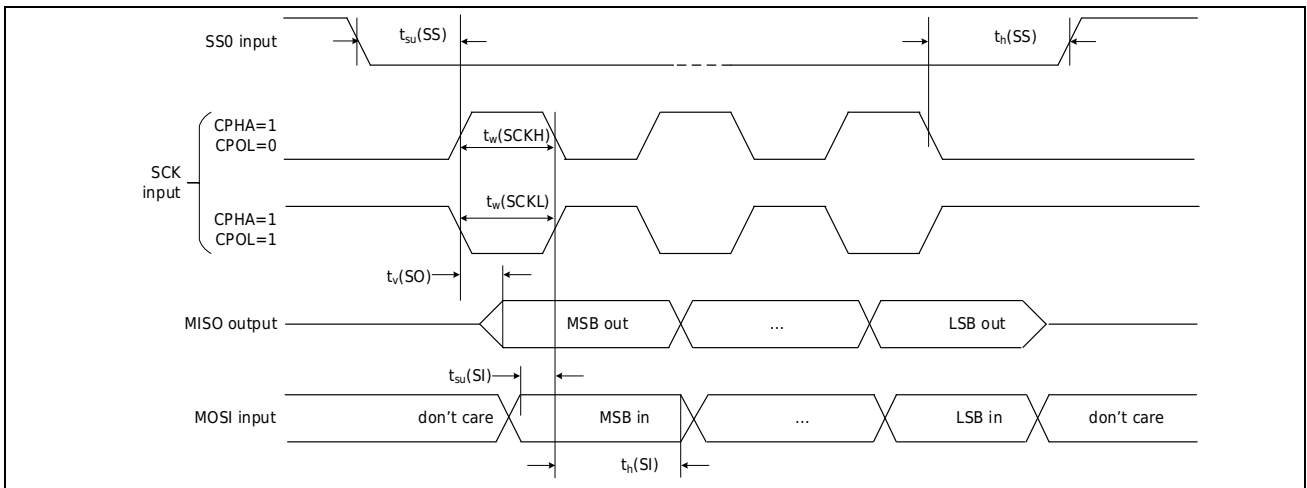 SS0 input
tsu(SS)
th(SS)
SCK
input
CPHA=1
CPOL=0
tw(SCKH)
CPHA=1
CPOL=1
tw(SCKL)
tv(SO)
MISO output
MSB out
...
LSB out
tsu(SI)
MOSI input
don't care
MSB in
...
LSB in
don't care
th(SI)